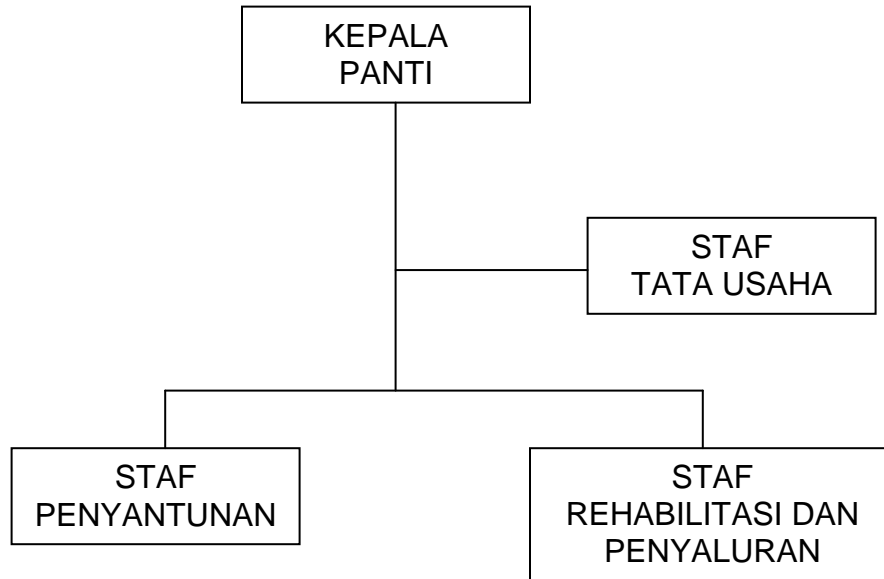 KEPALA
PANTI
STAF
TATA USAHA
STAF
PENYANTUNAN
STAF
REHABILITASI DAN
PENYALURAN